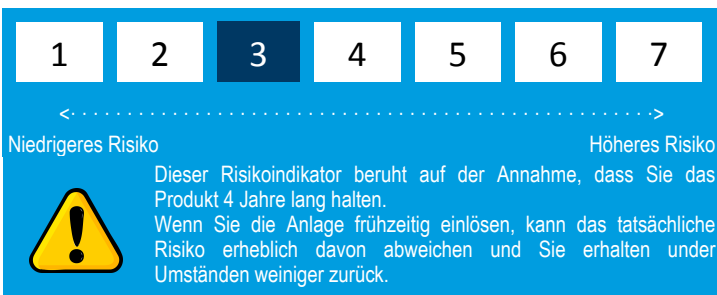 1 2 3 4 5 6 7
<· · · · · · · · · · · · · · · · · · · · · · · · · · · · · · · · · · · · · · · · · · · · · · · · · · · ·>
Niedrigeres Risiko Höheres Risiko
Dieser Risikoindikator beruht auf der Annahme, dass Sie das
Produkt 4 Jahre lang halten.
Wenn Sie die Anlage frühzeitig einlösen, kann das tatsächliche
Risiko erheblich davon abweichen und Sie erhalten unter
Umständen weiniger zurück.